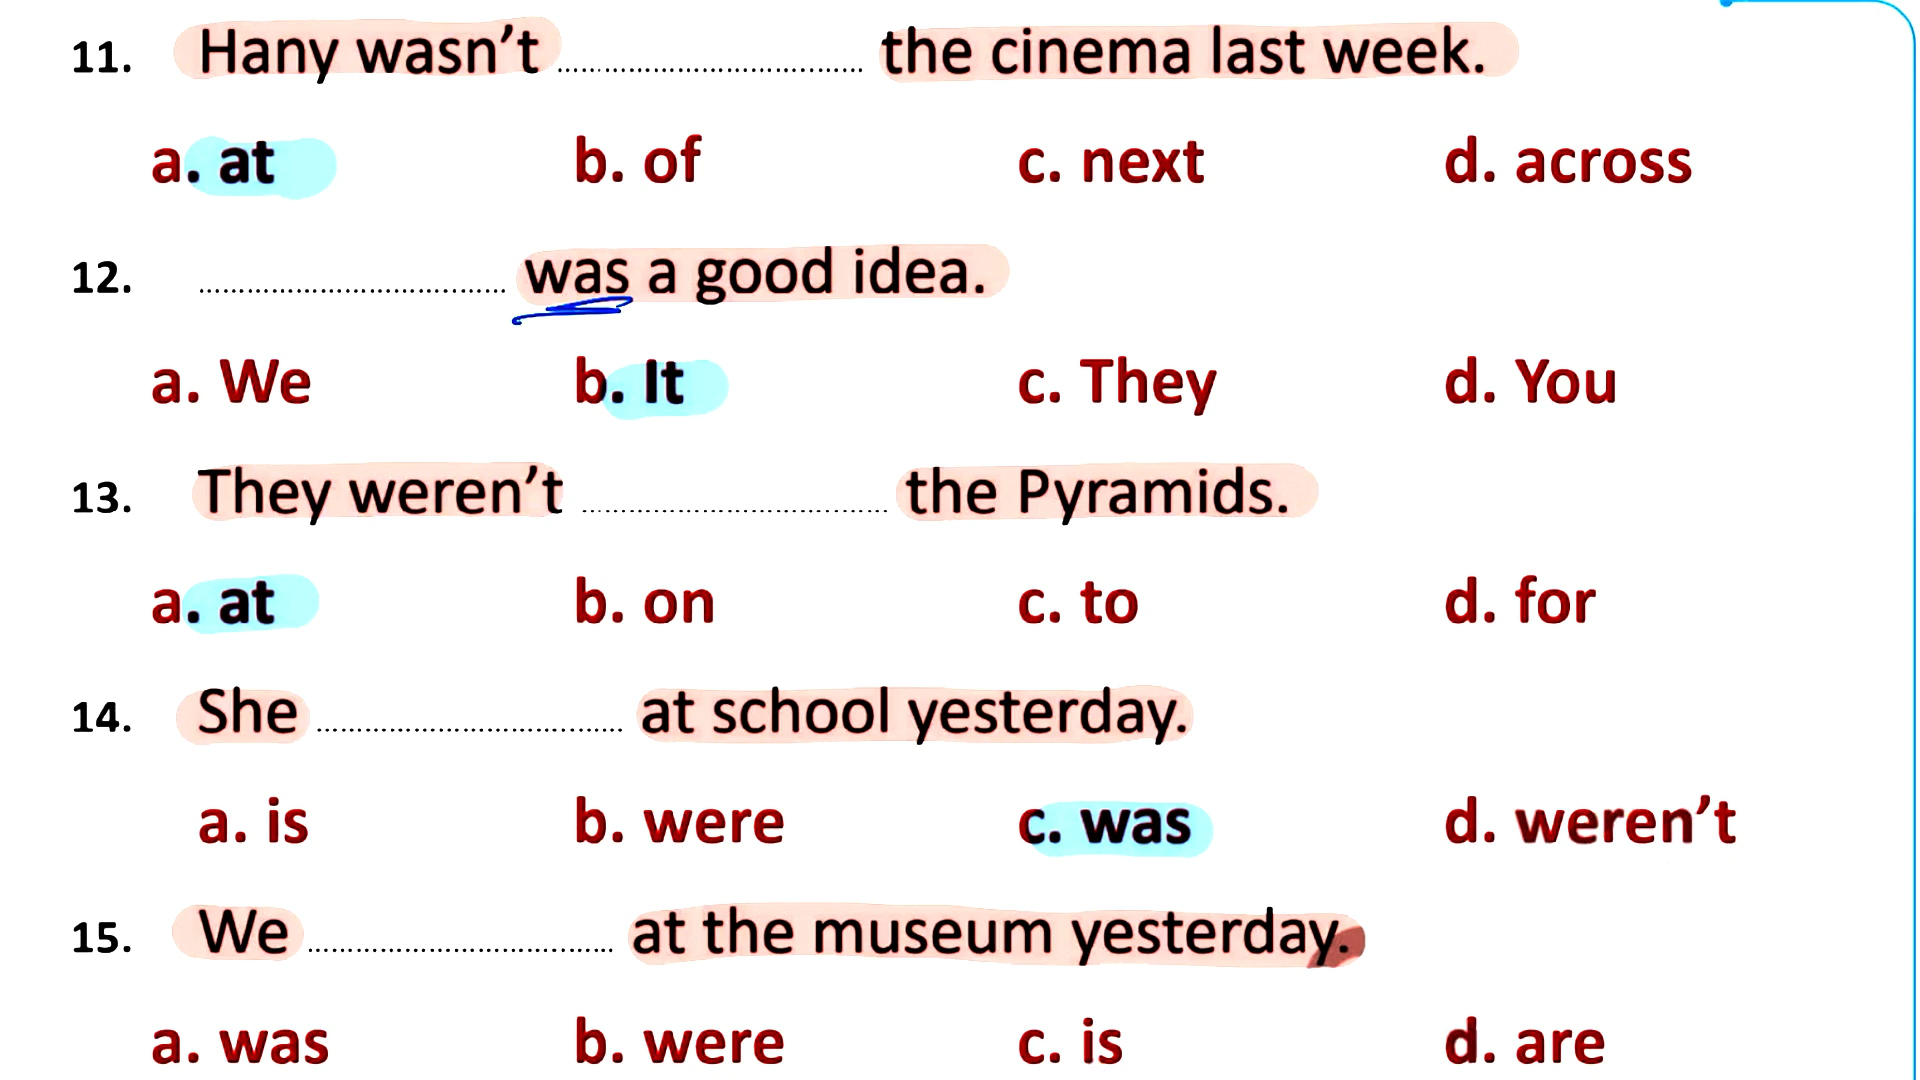 11. Hany wasn't ........................................ the cinema last week.
a. at b. of c. next d. across
12. ........................................ was a good idea.
a. We b. It c. They d. You
13. They weren't ........................................ the Pyramids.
a. at b. on c. to d. for
14. She ........................................ at school yesterday.
a. is b. were c. was d. weren't
15. We ........................................ at the museum yesterday.
a. was b. were c. is d. are